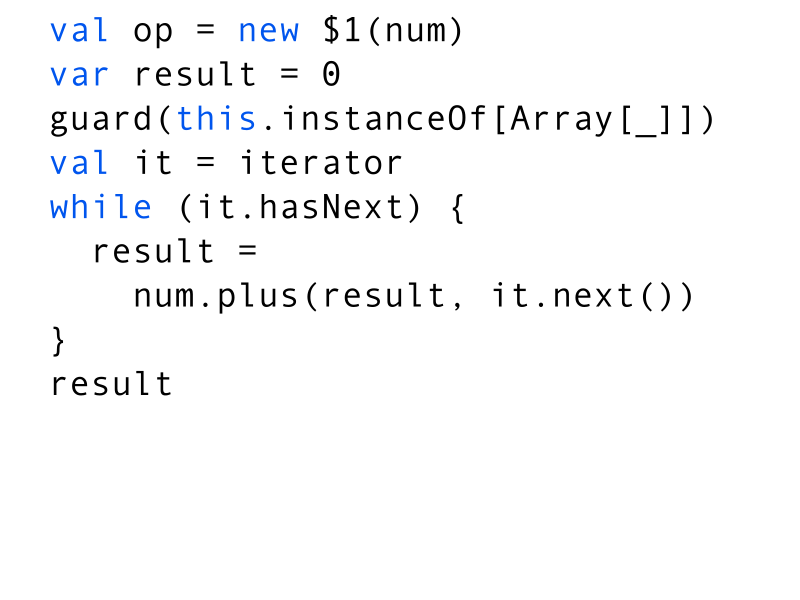 val op = new $1(num)
var result = 0
guard(this.instanceOf[Array[_]])
val it = iterator
while (it.hasNext) {
  result =
    num.plus(result, it.next())
}
result